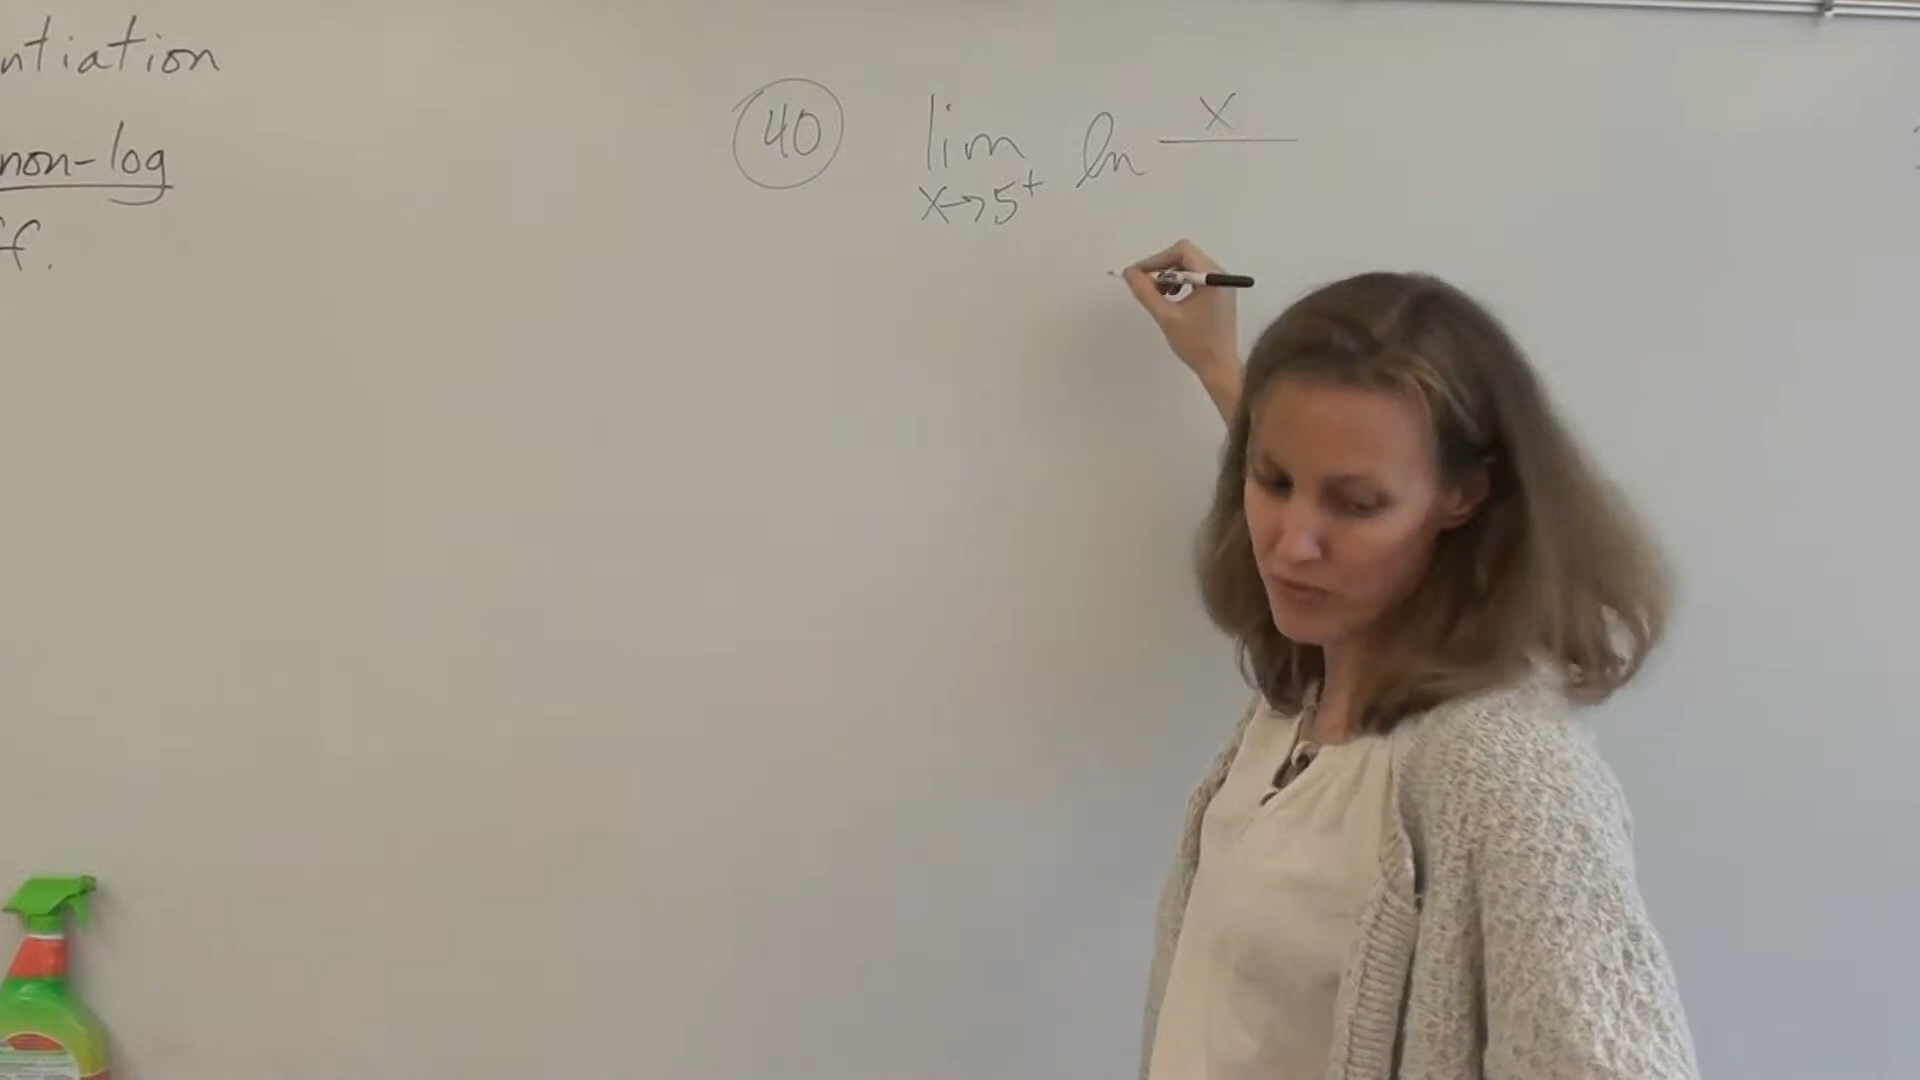 ntiation
non-log
f.
40 lim x→5⁺ ln x